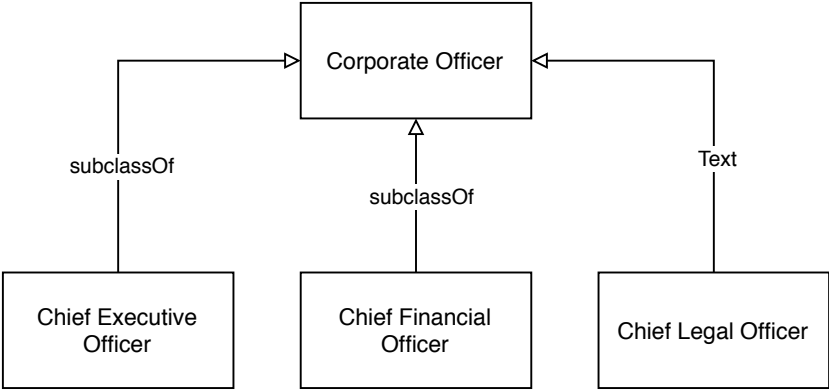 Corporate Officer
subclassOf
Text
subclassOf
Chief Executive
Officer
Chief Financial
Officer
Chief Legal Officer